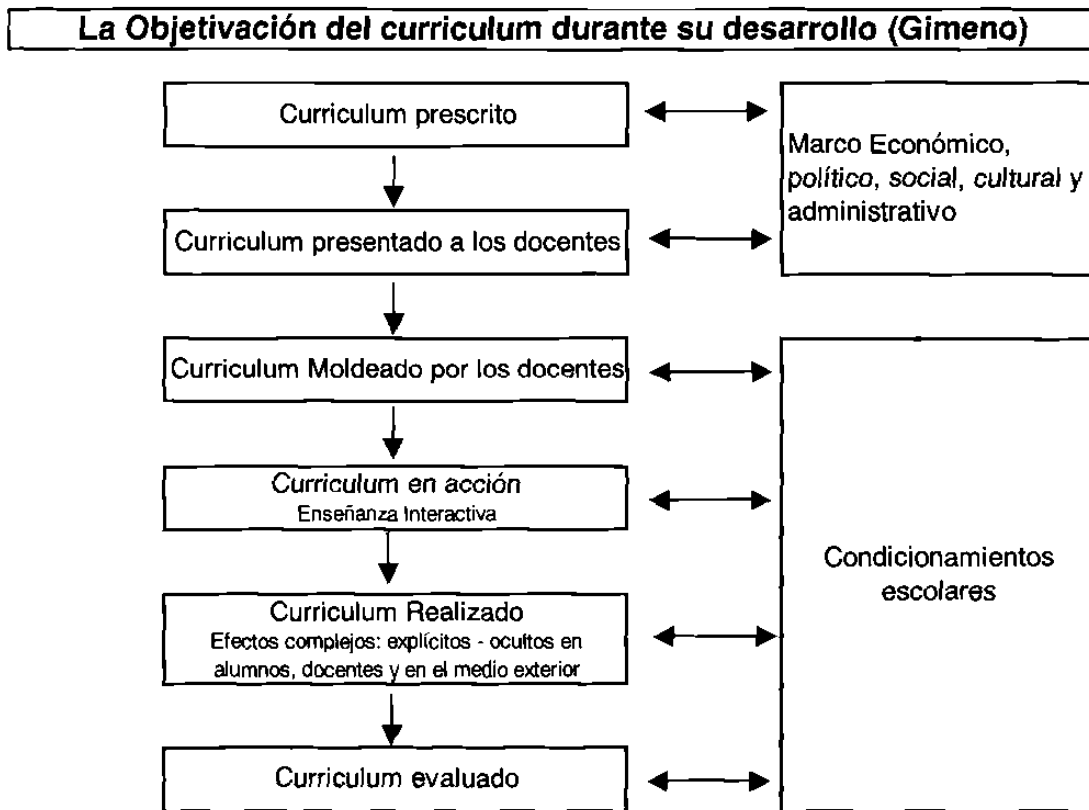 La Objetivación del curriculum durante su desarrollo (Gimeno)
Curriculum prescrito
Marco Económico,
político, social, cultural y
administrativo
Curriculum presentado a los docentes
Curriculum Moldeado por los docentes
Curriculum en acción
Enseñanza Interactiva
Condicionamientos
escolares
Curriculum Realizado
Efectos complejos: explícitos - ocultos en
alumnos, docentes y en el medio exterior
Curriculum evaluado